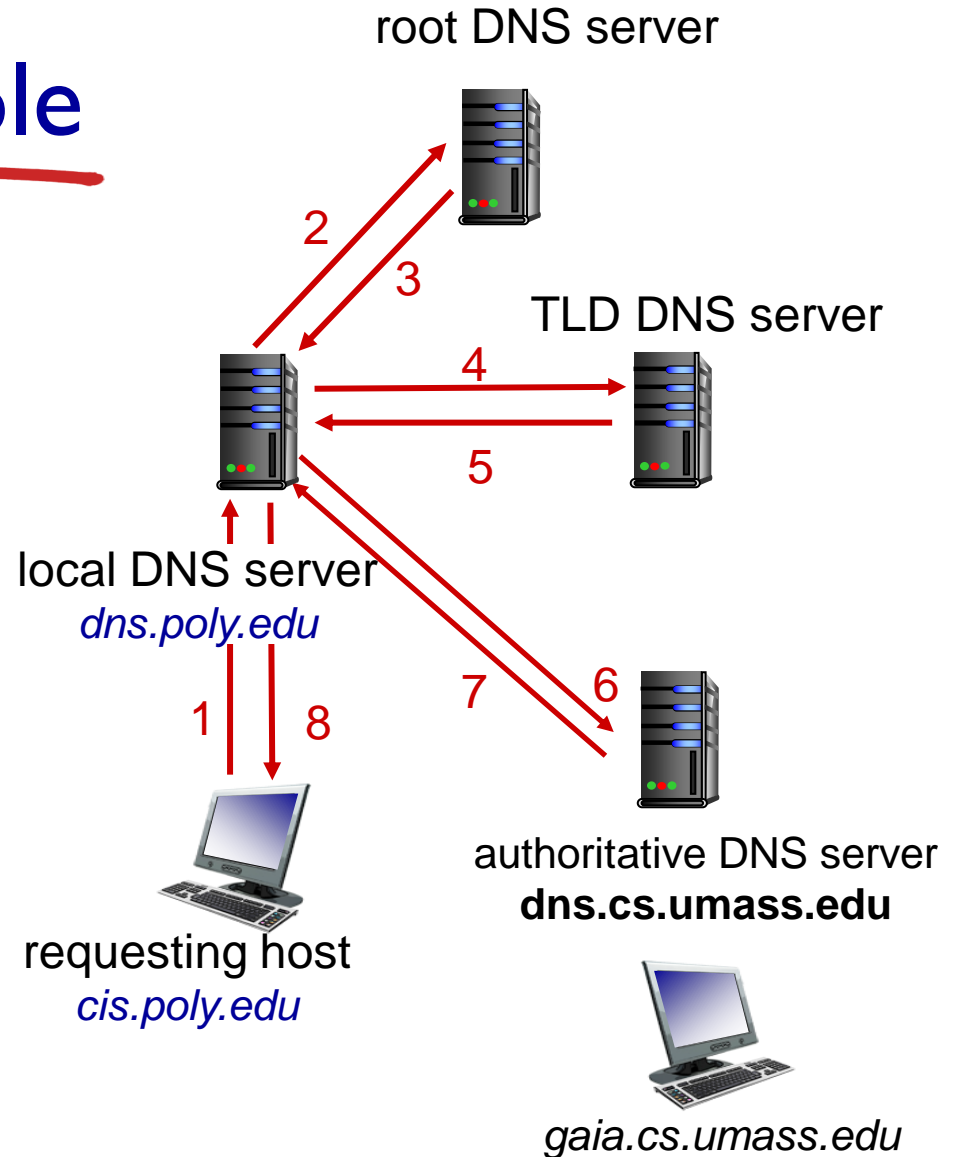 root DNS server
ole
2
3
TLD DNS server
4
5
local DNS server
dns.poly.edu
1
8
7
6
authoritative DNS server
dns.cs.umass.edu
requesting host
cis.poly.edu
gaia.cs.umass.edu